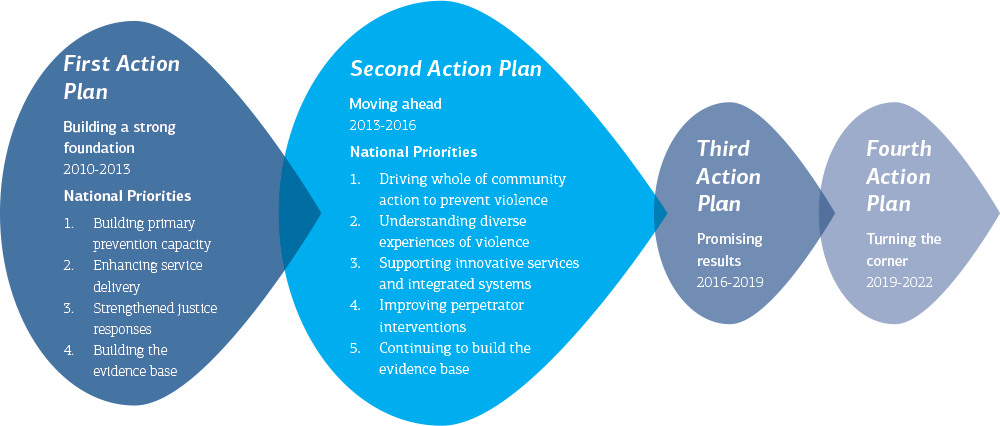 First Action
Plan
Building a strong
foundation
2010-2013
National Priorities
1. Building primary
prevention capacity
2. Enhancing service
delivery
3. Strengthened justice
responses
4. Building the
evidence base
Second Action Plan
Moving ahead
2013-2016
National Priorities
1. Driving whole of community
action to prevent violence
2. Understanding diverse
experiences of violence
3. Supporting innovative services
and integrated systems
4. Improving perpetrator
interventions
5. Continuing to build the
evidence base
Third
Action
Plan
Promising
results
2016-2019
Fourth
Action
Plan
Turning the
corner
2019-2022